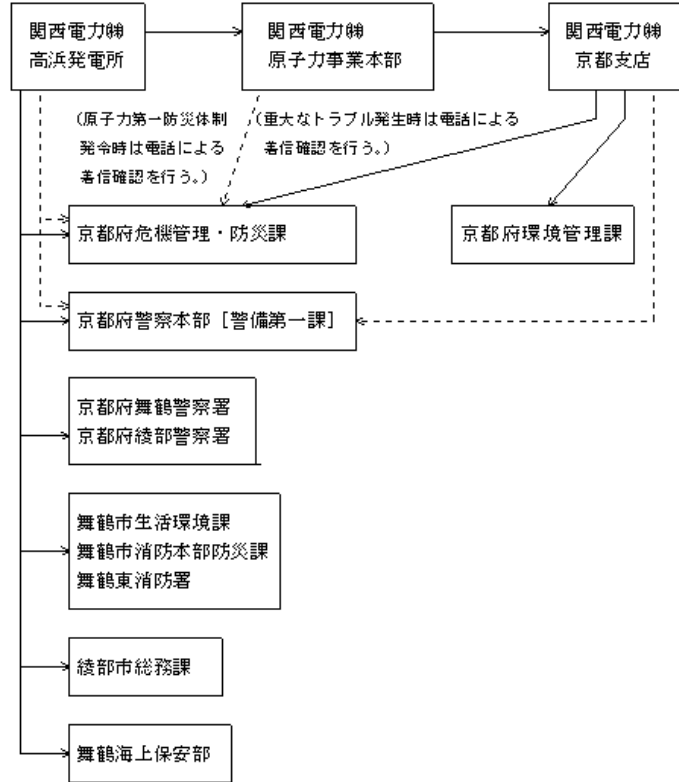 関西電力㈱
高浜発電所
関西電力㈱
原子力事業本部
関西電力㈱
京都支店
(原子力第一防災体制
発令時は電話による
着信確認を行う。)
(重大なトラブル発生時は電話による
着信確認を行う。)
京都府危機管理・防災課
京都府環境管理課
京都府警察本部［警備第一課］
京都府舞鶴警察署
京都府綾部警察署
舞鶴市生活環境課
舞鶴市消防本部防災課
舞鶴東消防署
綾部市総務課
舞鶴海上保安部